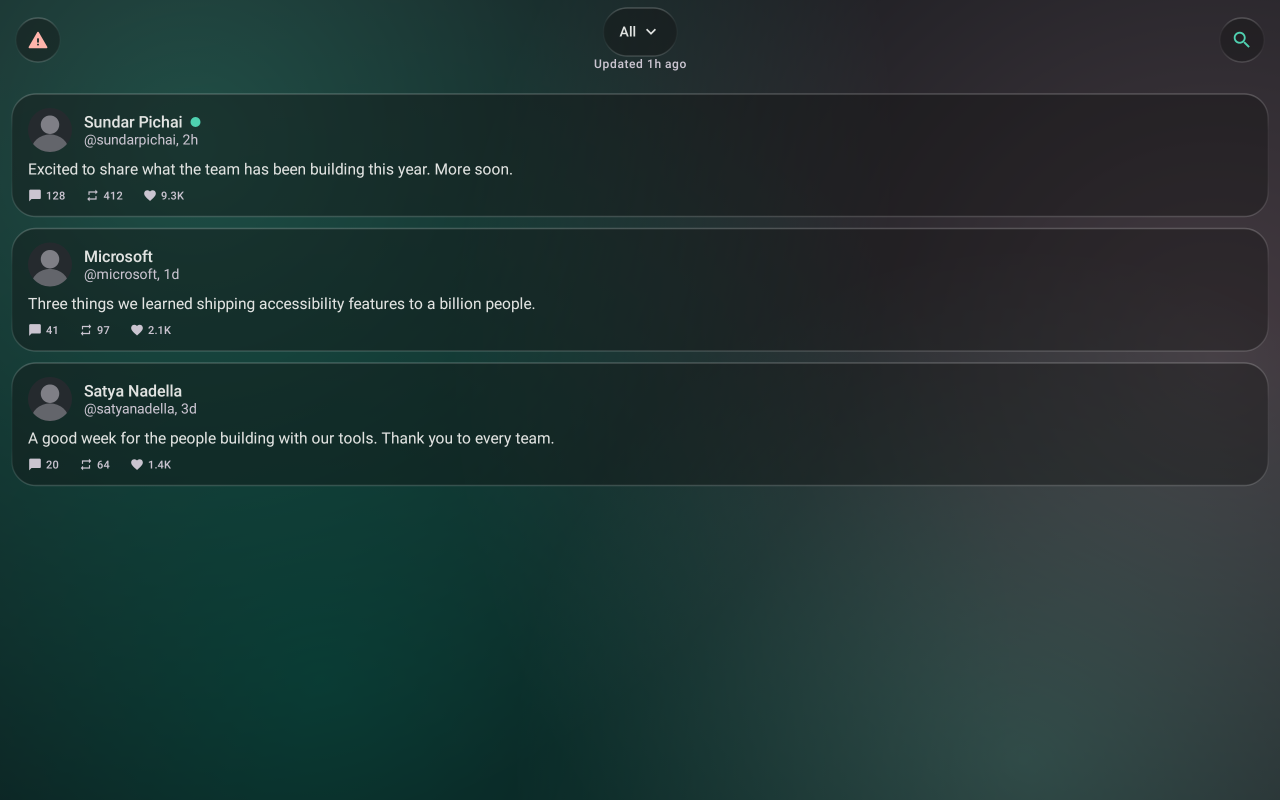 All
Updated 1h ago
Sundar Pichai
@sundarpichai, 2h
Excited to share what the team has been building this year. More soon.
128 412 9.3K
Microsoft
@microsoft, 1d
Three things we learned shipping accessibility features to a billion people.
41 97 2.1K
Satya Nadella
@satyanadella, 3d
A good week for the people building with our tools. Thank you to every team.
20 64 1.4K